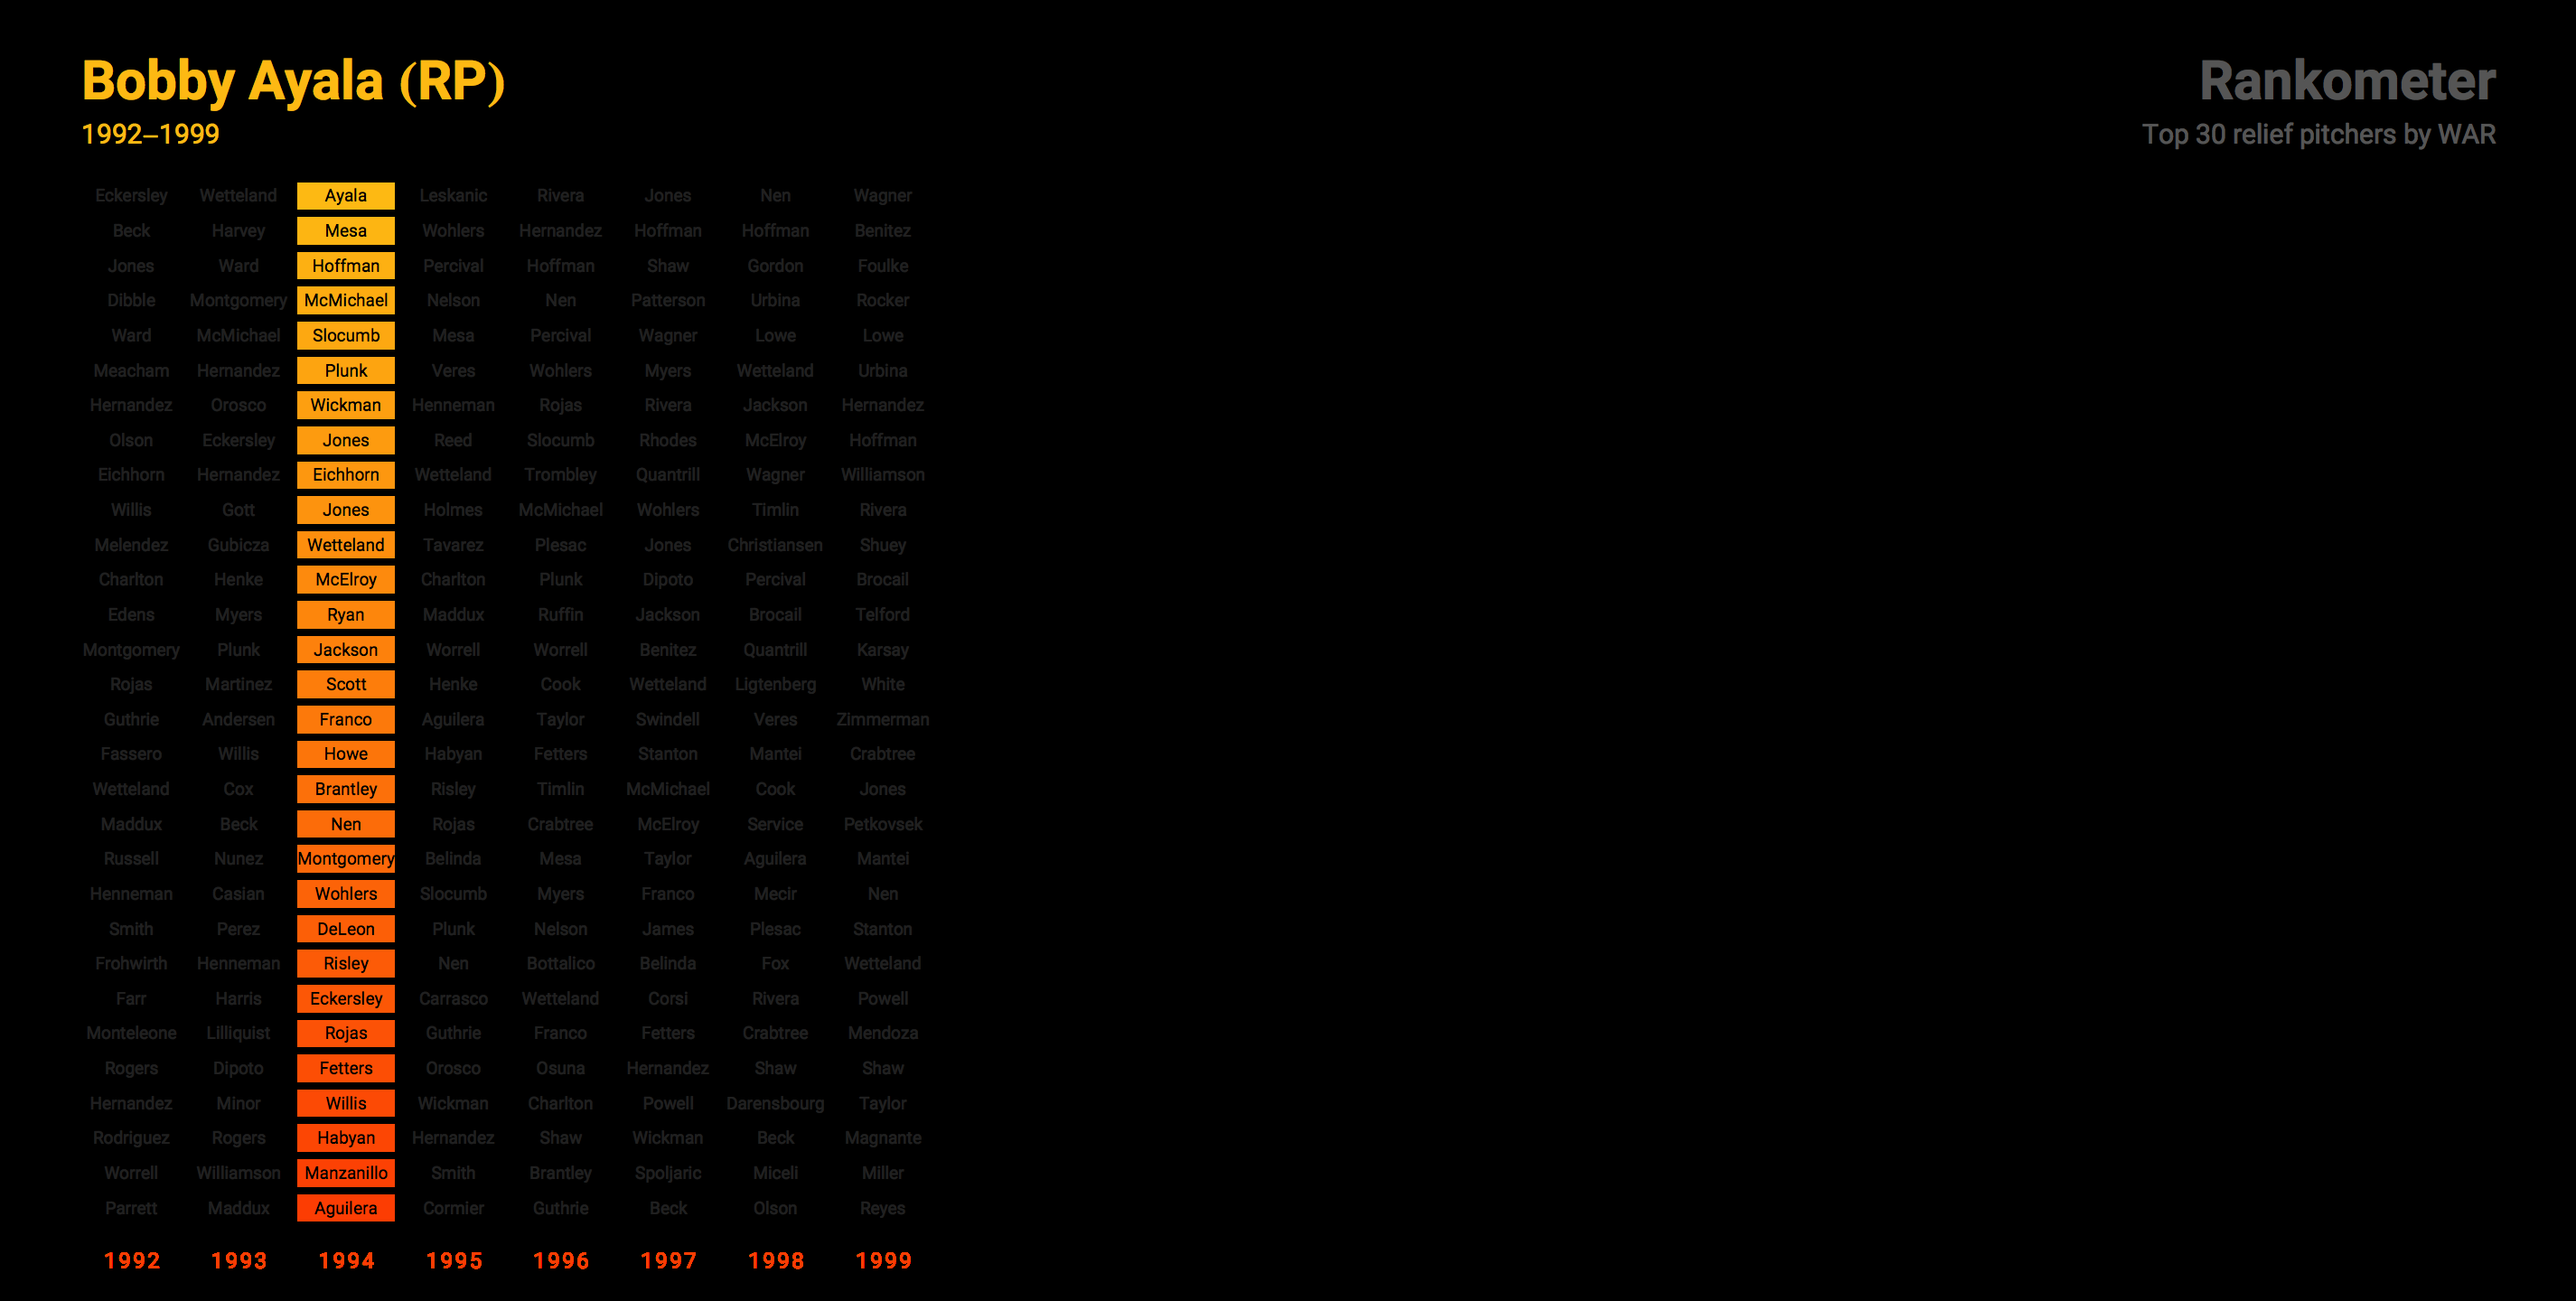 Bobby Ayala (RP)
1992–1999
Rankometer
Top 30 relief pitchers by WAR
Eckersley Wetteland Ayala Leskanic Rivera Jones Nen Wagner
Beck Harvey Mesa Wohlers Hernandez Hoffman Hoffman Benitez
Jones Ward Hoffman Percival Hoffman Shaw Gordon Foulke
Dibble Montgomery McMichael Nelson Nen Patterson Urbina Rocker
Ward McMichael Slocumb Mesa Percival Wagner Lowe Lowe
Meacham Hernandez Plunk Veres Wohlers Myers Wetteland Urbina
Hernandez Orosco Wickman Henneman Rojas Rivera Jackson Hernandez
Olson Eckersley Jones Reed Slocumb Rhodes McElroy Hoffman
Eichhorn Hernandez Eichhorn Wetteland Trombley Quantrill Wagner Williamson
Willis Gott Jones Holmes McMichael Wohlers Timlin Rivera
Melendez Gubicza Wetteland Tavarez Plesac Jones Christiansen Shuey
Charlton Henke McElroy Charlton Plunk Dipoto Percival Brocail
Edens Myers Ryan Maddux Ruffin Jackson Brocail Telford
Montgomery Plunk Jackson Worrell Worrell Benitez Quantrill Karsay
Rojas Martinez Scott Henke Cook Wetteland Ligtenberg White
Guthrie Andersen Franco Aguilera Taylor Swindell Veres Zimmerman
Fassero Willis Howe Habyan Fetters Stanton Mantei Crabtree
Wetteland Cox Brantley Risley Timlin McMichael Cook Jones
Maddux Beck Nen Rojas Crabtree McElroy Service Petkovsek
Russell Nunez Montgomery Belinda Mesa Taylor Aguilera Mantei
Henneman Casian Wohlers Slocumb Myers Franco Mecir Nen
Smith Perez DeLeon Plunk Nelson James Plesac Stanton
Frohwirth Henneman Risley Nen Bottalico Belinda Fox Wetteland
Farr Harris Eckersley Carrasco Wetteland Corsi Rivera Powell
Monteleone Lilliquist Rojas Guthrie Franco Fetters Crabtree Mendoza
Rogers Dipoto Fetters Orosco Osuna Hernandez Shaw Shaw
Hernandez Minor Willis Wickman Charlton Powell Darensbourg Taylor
Rodriguez Rogers Habyan Hernandez Shaw Wickman Beck Magnante
Worrell Williamson Manzanillo Smith Brantley Spoljaric Miceli Miller
Parrett Maddux Aguilera Cormier Guthrie Beck Olson Reyes
1992 1993 1994 1995 1996 1997 1998 1999